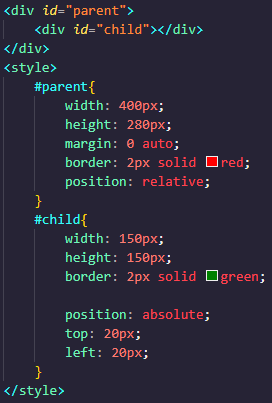 <div id="parent">
    <div id="child"></div>
</div>
<style>
    #parent{
        width: 400px;
        height: 280px;
        margin: 0 auto;
        border: 2px solid red;
        position: relative;
    }
    #child{
        width: 150px;
        height: 150px;
        border: 2px solid green;

        position: absolute;
        top: 20px;
        left: 20px;
    }
</style>